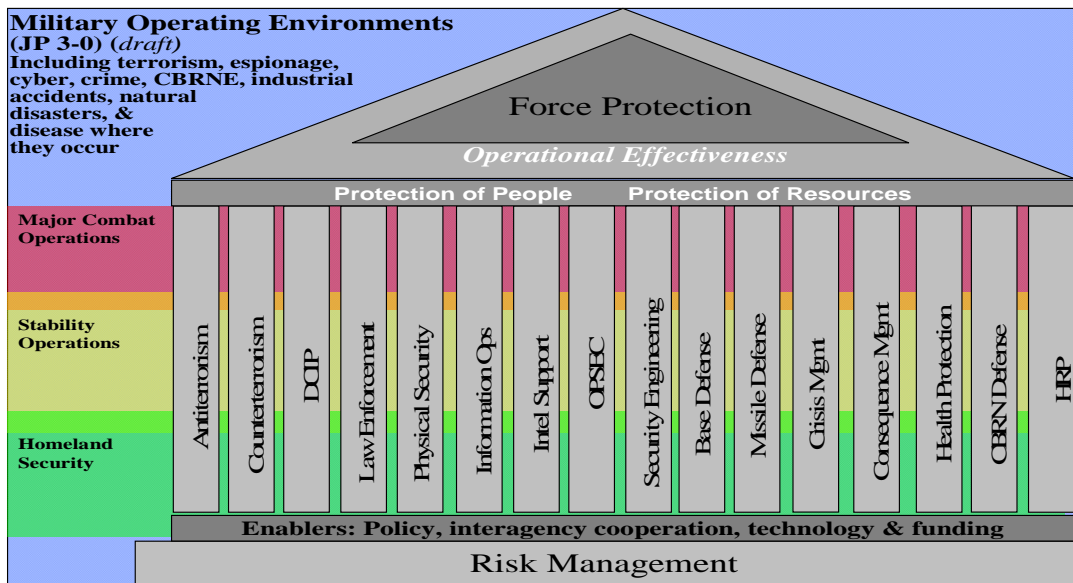 Military Operating Environments
(JP 3-0) (draft)
Including terrorism, espionage,
cyber, crime, CBRNE, industrial
accidents, natural
disasters, &
disease where
they occur
Force Protection
Operational Effectiveness
Protection of People
Protection of Resources
Major Combat
Operations
Stability
Operations
Homeland
Security
Antiterrorism
Counterterrorism
DCIP
Law Enforcement
Physical Security
Information Ops
Intel Support
OPSEC
Security Engineering
Base Defense
Missile Defense
Crisis Mgmt
Consequence Mgmt
Health Protection
CBRN Defense
HRP
Enablers: Policy, interagency cooperation, technology & funding
Risk Management